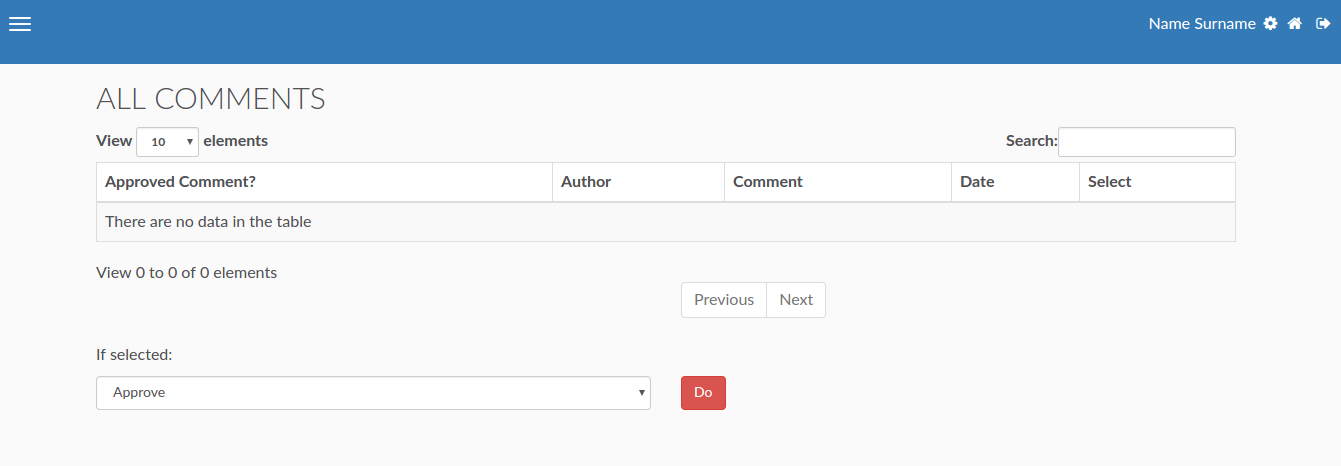 Name Surname
ALL COMMENTS
View 10 elements Search:
Approved Comment? Author Comment Date Select
There are no data in the table
View 0 to 0 of 0 elements
Previous Next
If selected:
Approve Do